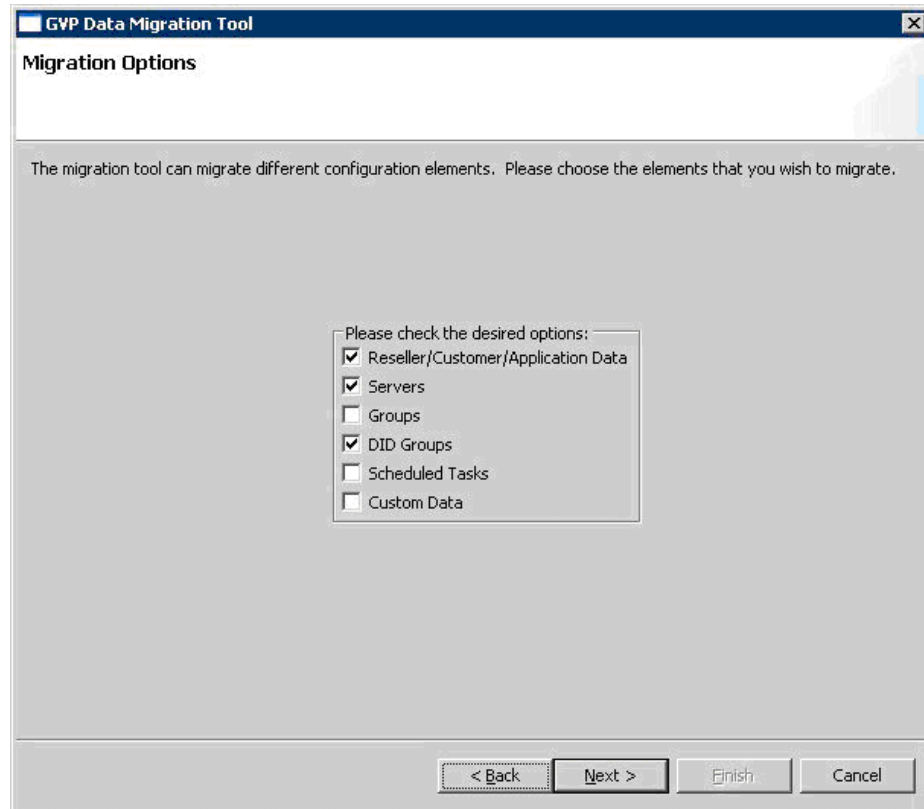 GVP Data Migration Tool
Migration Options
The migration tool can migrate different configuration elements. Please choose the elements that you wish to migrate.
Please check the desired options:
Reseller/Customer/Application Data
Servers
Groups
DID Groups
Scheduled Tasks
Custom Data
< Back
Next >
Finish
Cancel